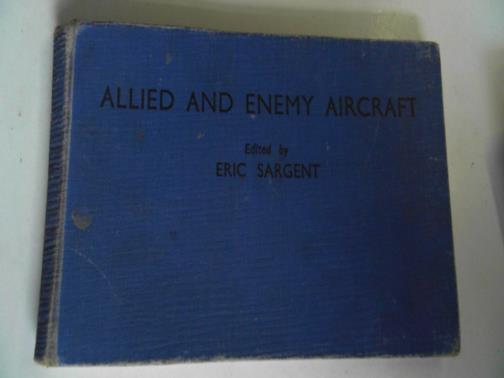 ALLIED AND ENEMY AIRCRAFT
Edited by
ERIC SARGENT